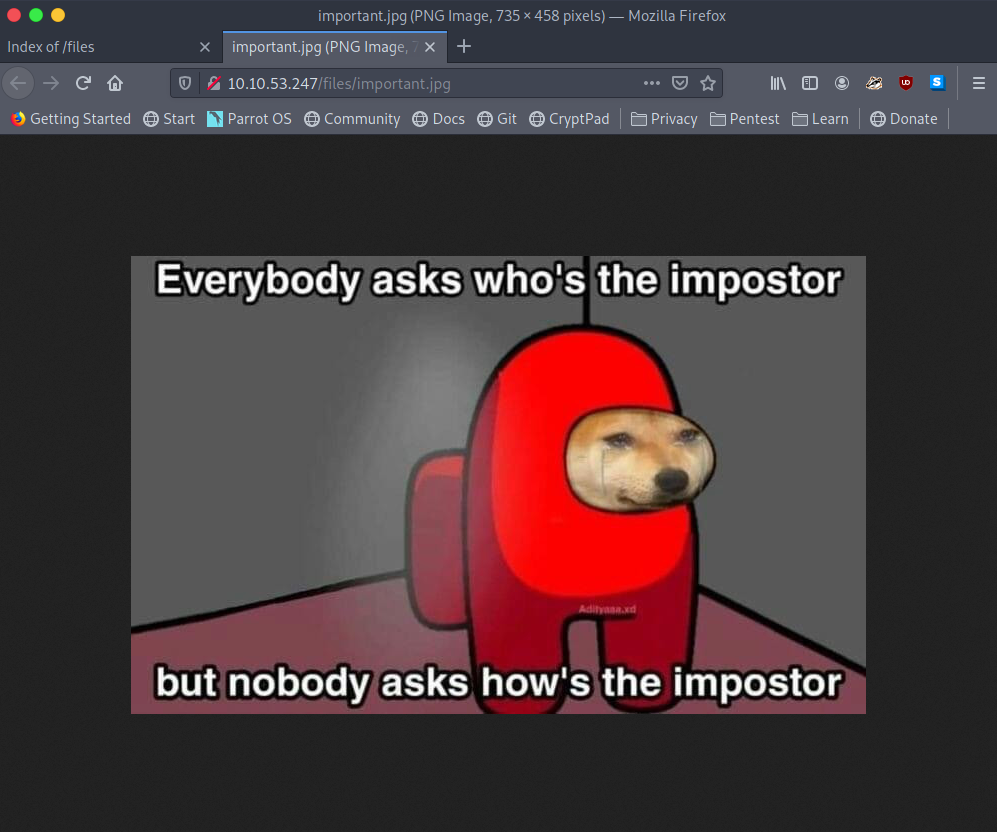 important.jpg (PNG Image, 735 × 458 pixels) — Mozilla Firefox
Index of /files
important.jpg (PNG Image, 7
10.10.53.247/files/important.jpg
Getting Started Start Parrot OS Community Docs Git CryptPad Privacy Pentest Learn Donate
Everybody asks who's the impostor
Adityaaa.xd
but nobody asks how's the impostor